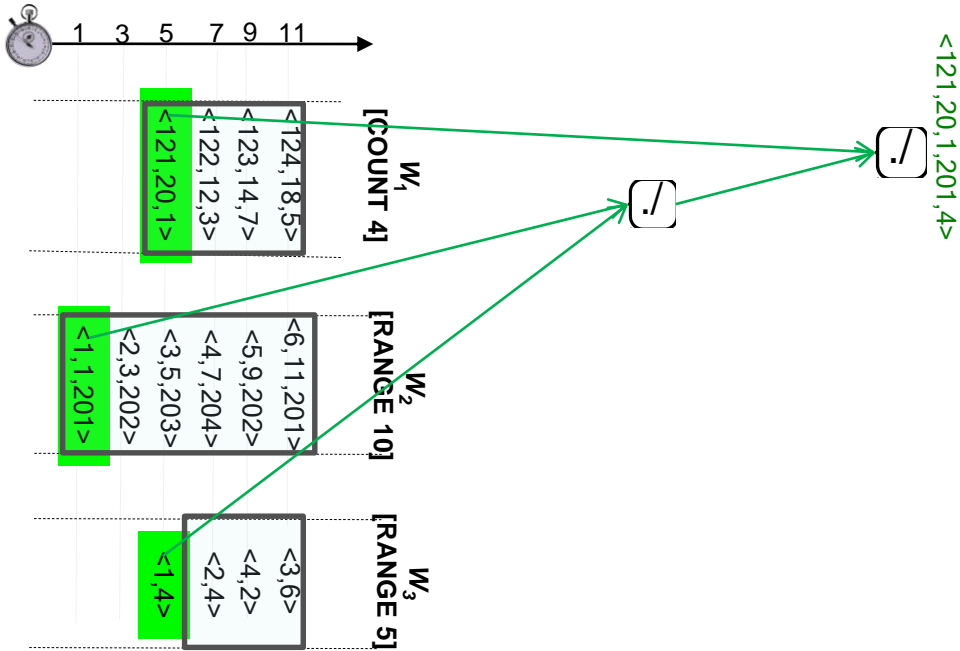 1 3 5 7 9 11
<121,20,1>
<122,12,3>
<123,14,7>
<124,18,5>
W1
[COUNT 4]
<1,1,201>
<2,3,202>
<3,5,203>
<4,7,204>
<5,9,202>
<6,11,201>
W2
[RANGE 10]
<1,4>
<2,4>
<4,2>
<3,6>
W3
[RANGE 5]
./
./
<121,20,1,201,4>